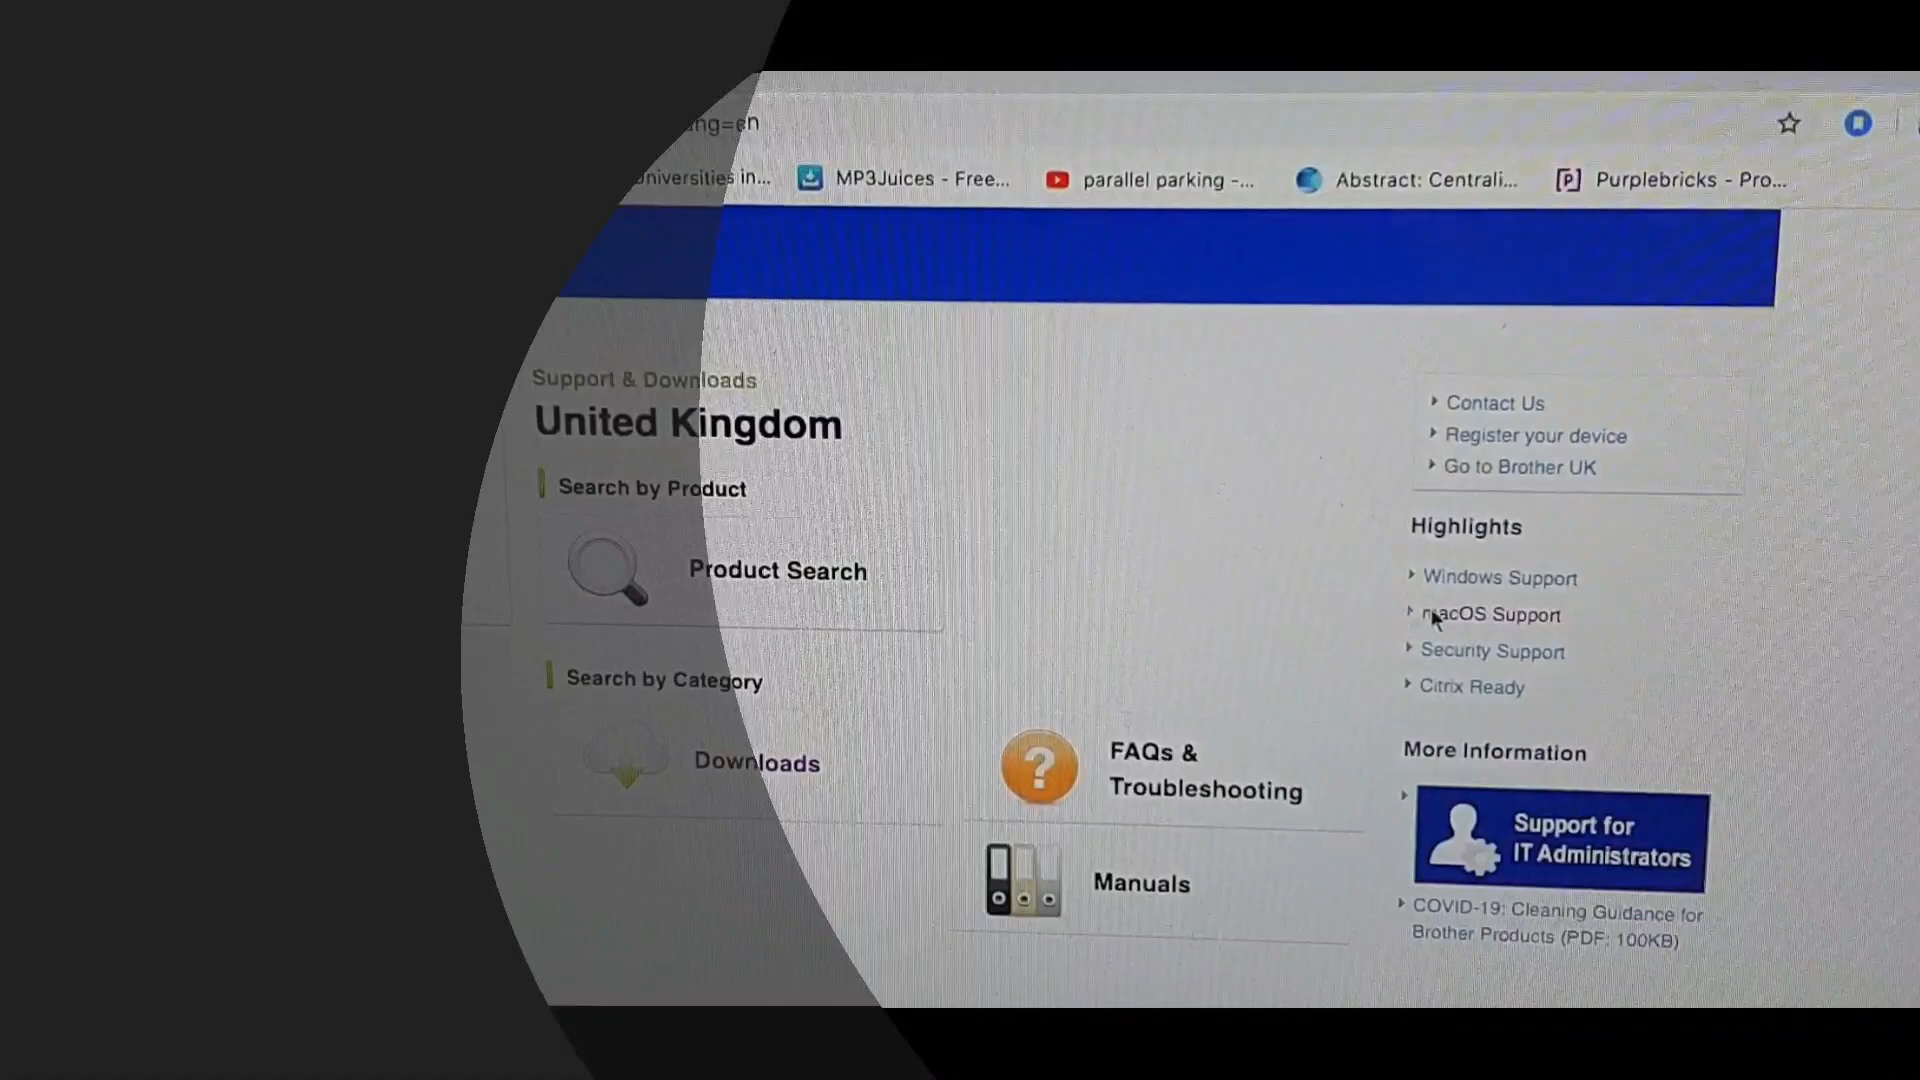 ng=en
niversities in...
MP3Juices - Free...
parallel parking -...
Abstract: Centrali...
Purplebricks - Pro...
Support & Downloads
United Kingdom
Search by Product
Product Search
Search by Category
Downloads
FAQs &
Troubleshooting
Manuals
Contact Us
Register your device
Go to Brother UK
Highlights
Windows Support
macOS Support
Security Support
Citrix Ready
More Information
Support for
IT Administrators
COVID-19: Cleaning Guidance for
Brother Products (PDF: 100KB)